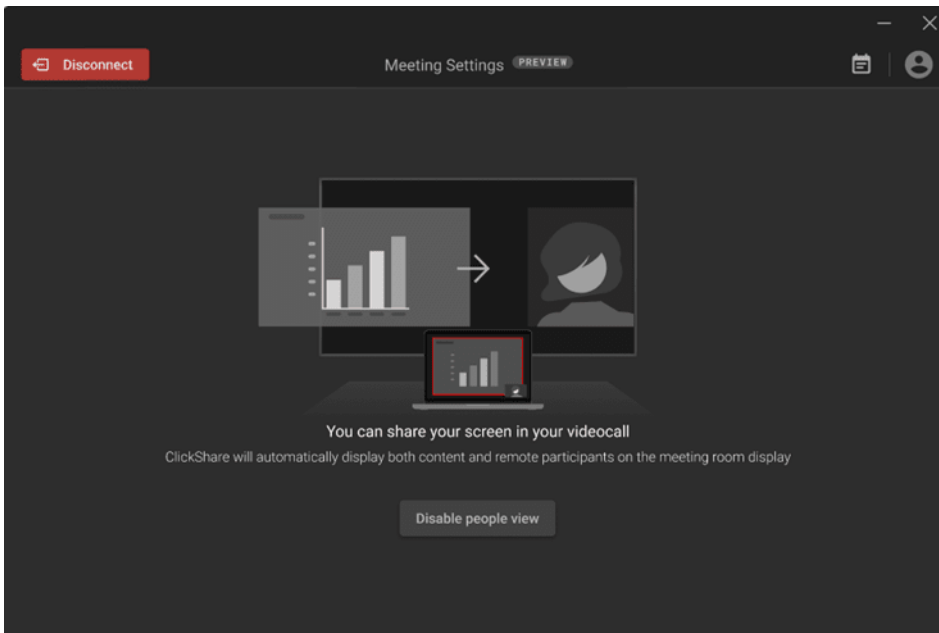 Disconnect
Meeting Settings PREVIEW
You can share your screen in your videocall
ClickShare will automatically display both content and remote participants on the meeting room display
Disable people view